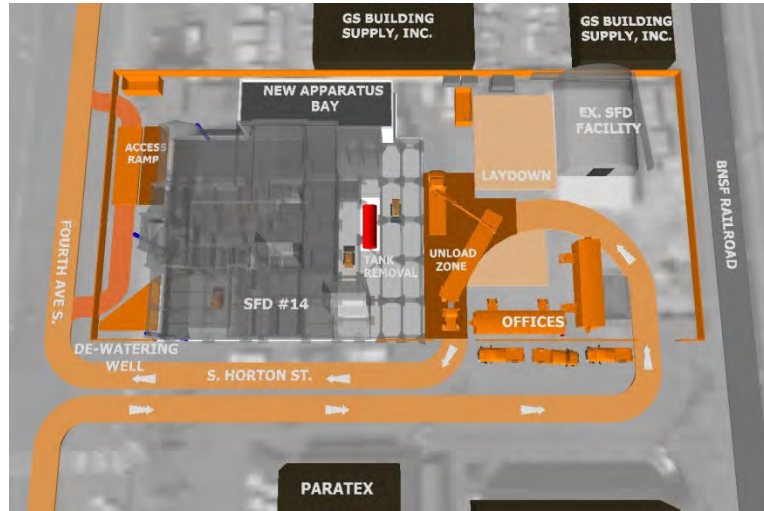 GS BUILDING
SUPPLY, INC.
GS BUILDING
SUPPLY, INC.
NEW APPARATUS
BAY
EX. SFD
FACILITY
ACCESS
RAMP
LAYDOWN
BNSF RAILROAD
FOURTH AVE S.
UNLOAD
ZONE
TANK
REMOVAL
SFD #14
OFFICES
DE-WATERING
WELL
S. HORTON ST.
PARATEX